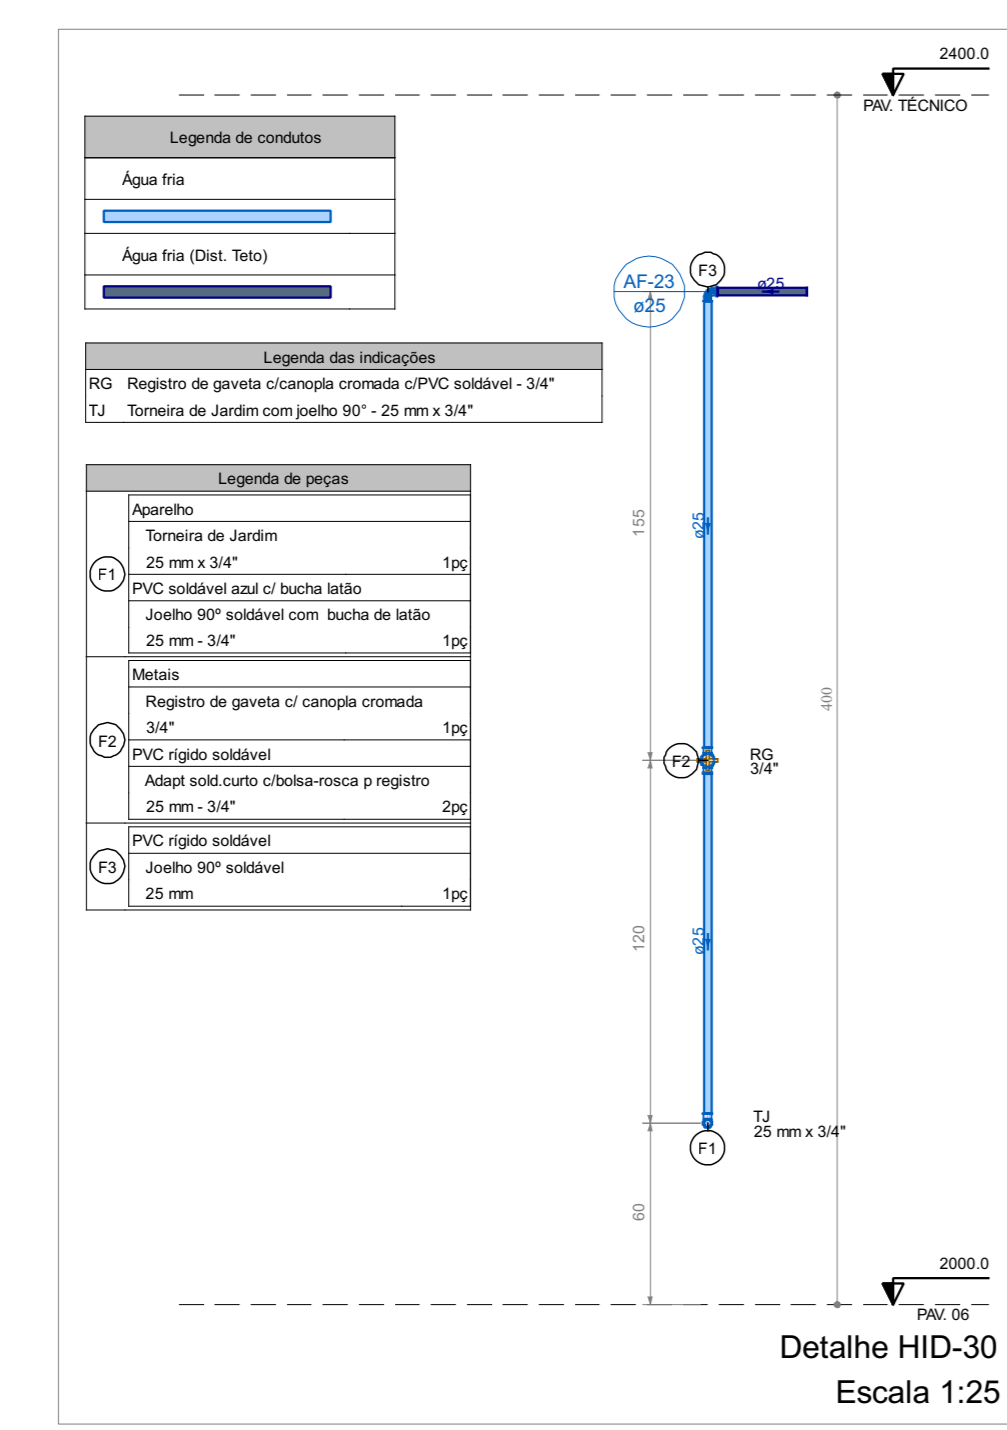 2400.0
PAV. TÉCNICO
Legenda de condutos
Água fria
Água fria (Dist. Teto)
F3
AF-23
ø25
ø25
Legenda das indicações
RG Registro de gaveta c/canopla cromada c/PVC soldável - 3/4"
TJ Torneira de Jardim com joelho 90° - 25 mm x 3/4"
Legenda de peças
F1
Aparelho
Torneira de Jardim
25 mm x 3/4" 1pç
PVC soldável azul c/ bucha latão
Joelho 90º soldável com bucha de latão
25 mm - 3/4" 1pç
F2
Metais
Registro de gaveta c/ canopla cromada
3/4" 1pç
PVC rígido soldável
Adapt sold.curto c/bolsa-rosca p registro
25 mm - 3/4" 2pç
F3
PVC rígido soldável
Joelho 90º soldável
25 mm 1pç
155
ø25
400
F2
RG
3/4"
120
ø25
TJ
25 mm x 3/4"
F1
60
2000.0
PAV. 06
Detalhe HID-30
Escala 1:25